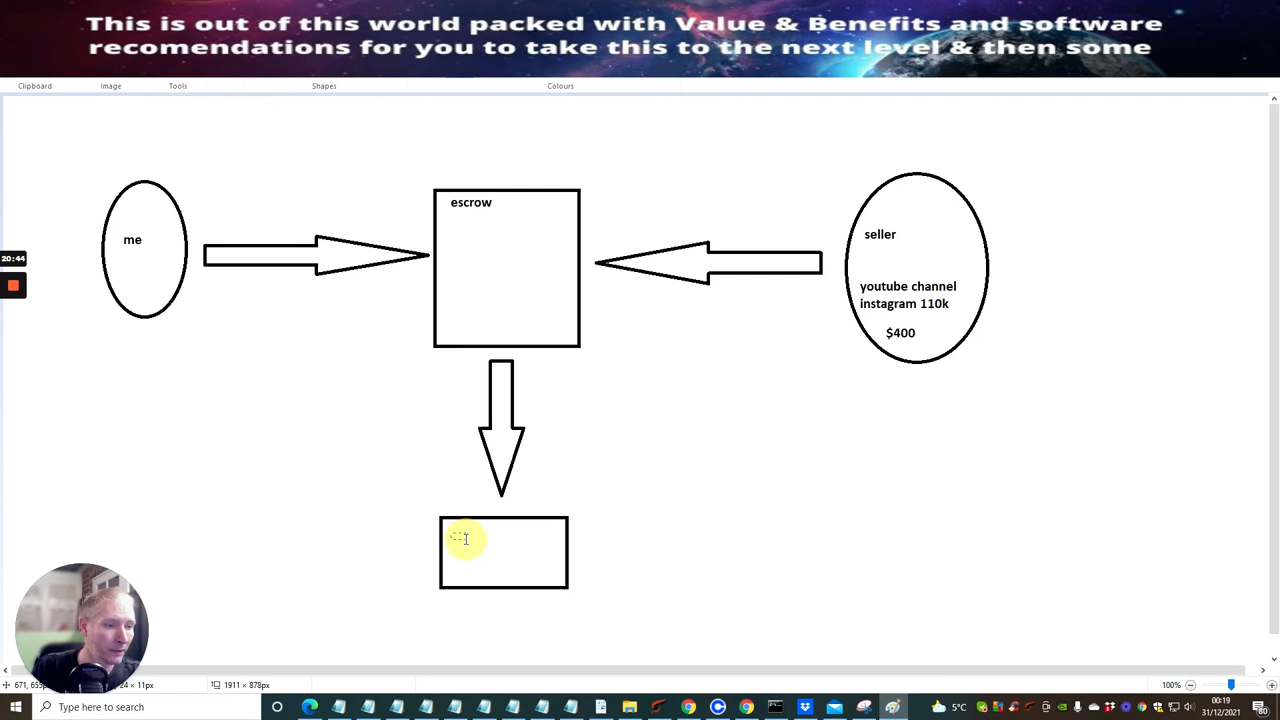 This is out of this world packed with Value & Benefits and software
recomendations for you to take this to the next level & then some
Clipboard
Image
Tools
Shapes
Colours
me
escrow
seller
youtube channel
instagram 110k
$400
20:44
24 × 11px
1911 × 878px
100%
Type here to search
5°C
00:19
31/12/2021